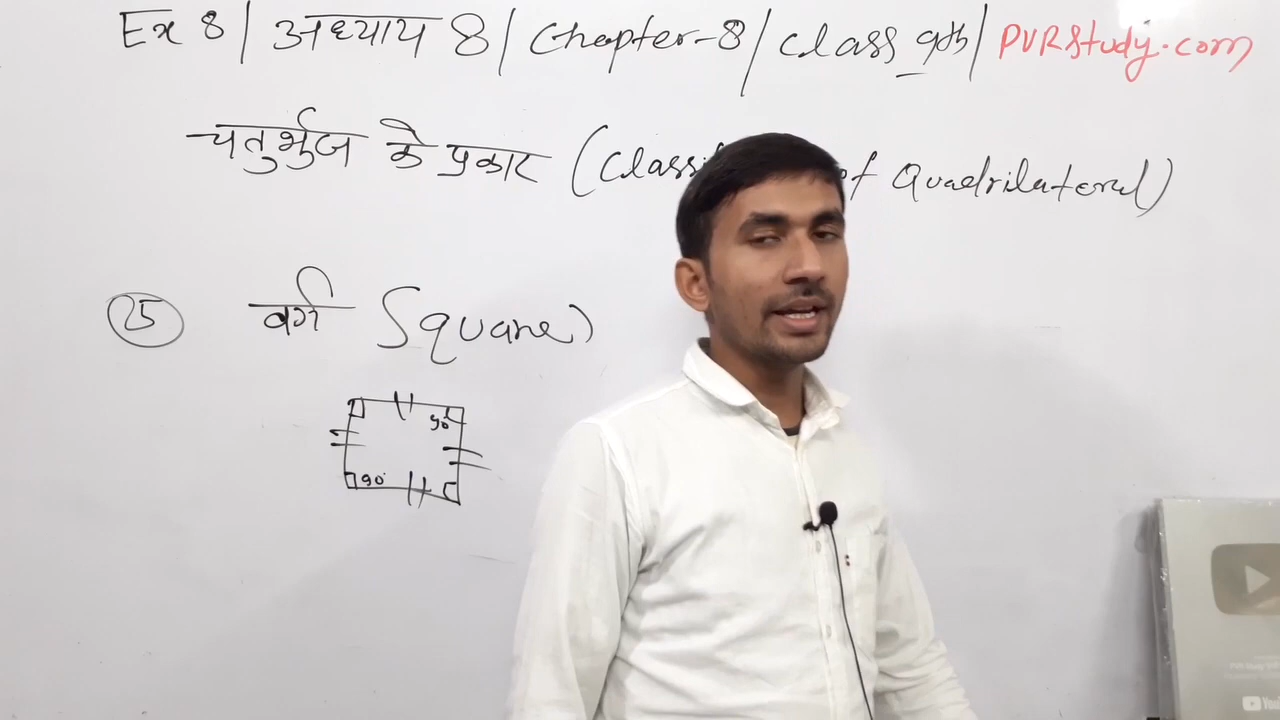 Ex 8 | अध्याय 8 | Chapter-8 | Class 9th | PVRStudy.com
चतुर्भुज के प्रकार ( of Quadrilateral)
25 वर्ग Square)
90
90°